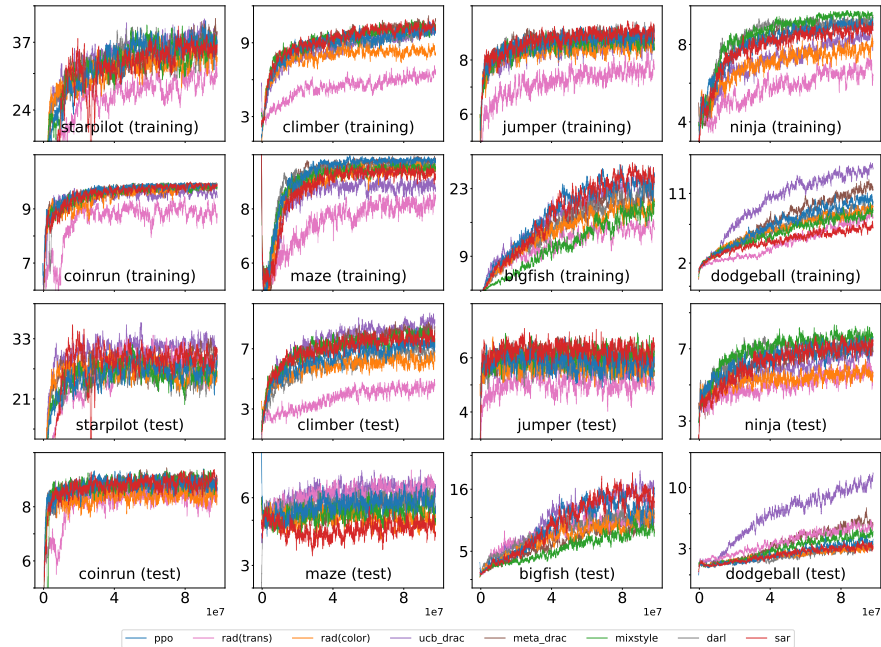 37
24
starpilot (training)
9
3
climber (training)
8
6
jumper (training)
8
4
ninja (training)
9
7
coinrun (training)
9
6
maze (training)
23
9
bigfish (training)
11
2
dodgeball (training)
33
21
starpilot (test)
7
3
climber (test)
6
4
jumper (test)
7
3
ninja (test)
8
6
coinrun (test)
6
3
maze (test)
16
5
bigfish (test)
10
3
dodgeball (test)
0 4 8 1e7
0 4 8 1e7
0 4 8 1e7
0 4 8 1e7
ppo rad(trans) rad(color) ucb_drac meta_drac mixstyle darl sar